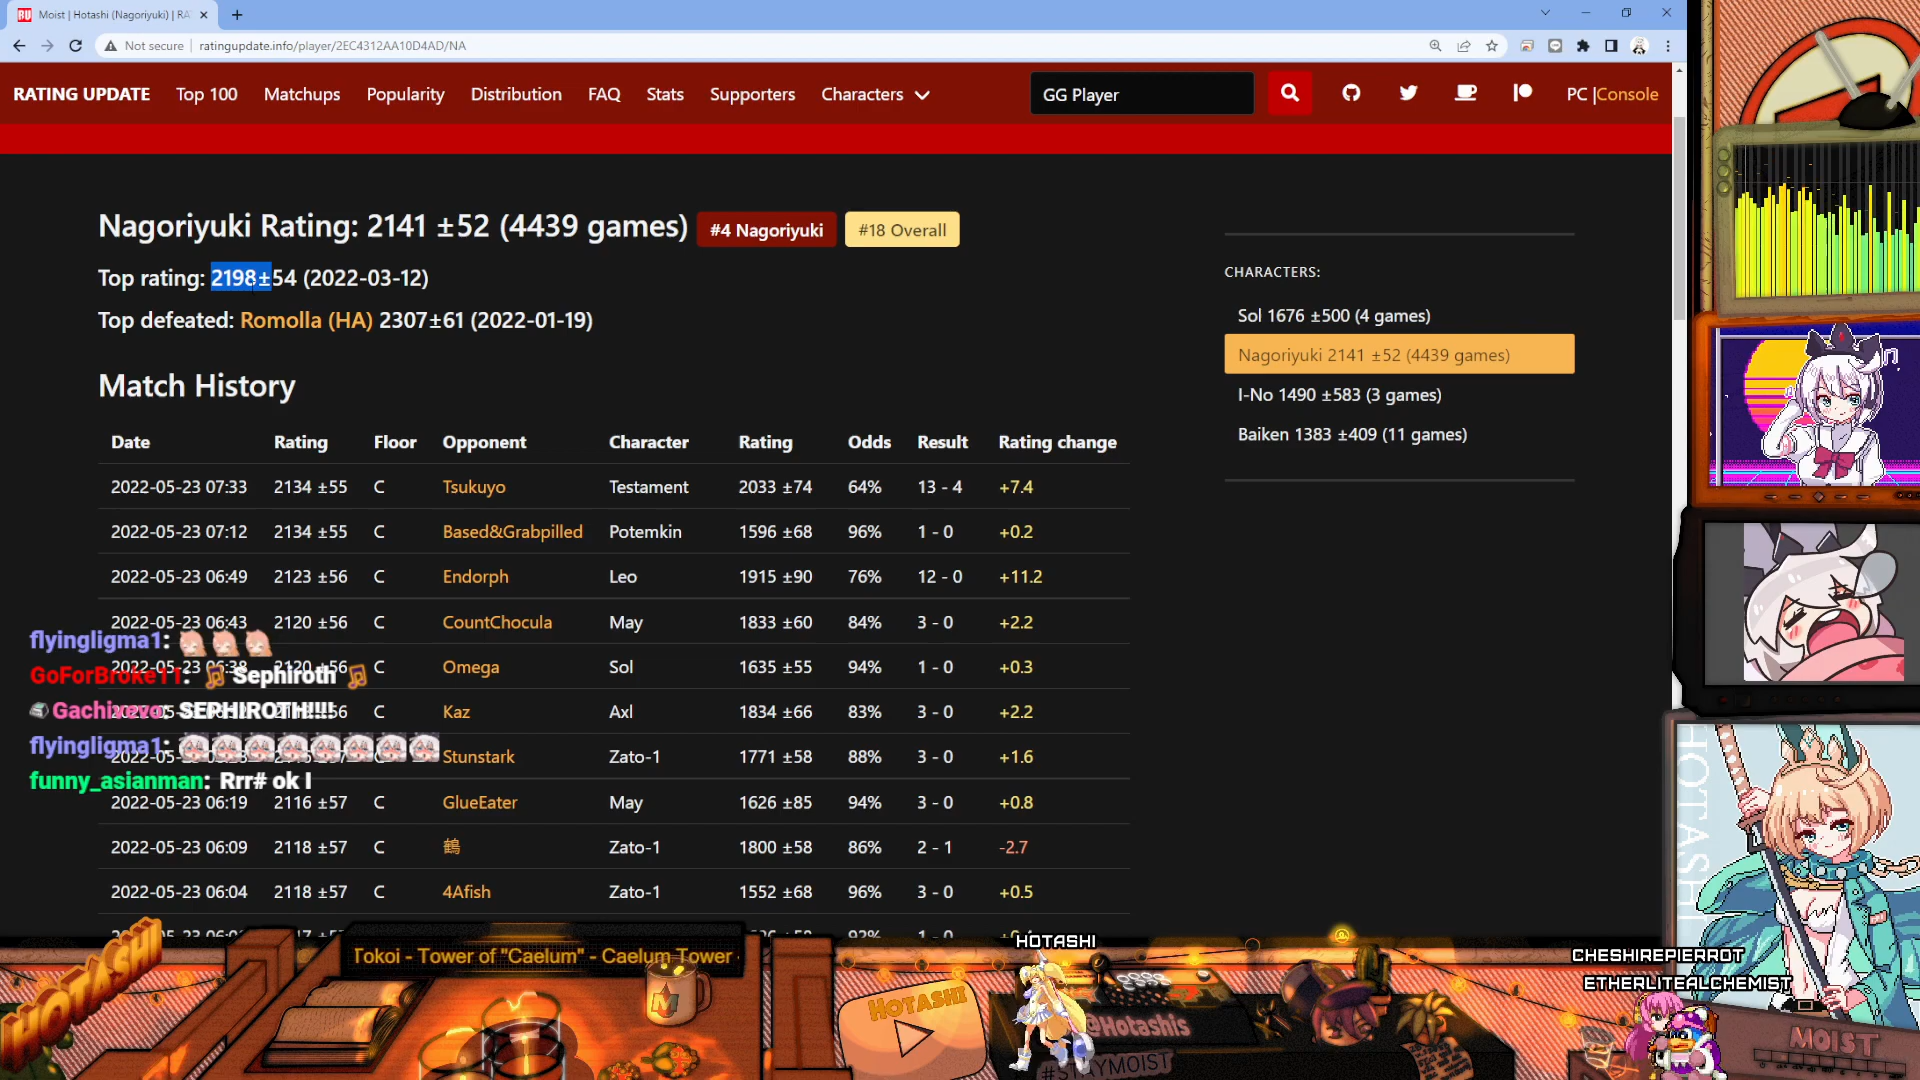 Moist | Hotashi (Nagoriyuki) | RA
Not secure ratingupdate.info/player/2EC4312AA10D4AD/NA
RATING UPDATE Top 100 Matchups Popularity Distribution FAQ Stats Supporters Characters GG Player PC |Console
Nagoriyuki Rating: 2141 ±52 (4439 games) #4 Nagoriyuki #18 Overall
Top rating: 2198±54 (2022-03-12)
Top defeated: Romolla (HA) 2307±61 (2022-01-19)
CHARACTERS:
Sol 1676 ±500 (4 games)
Nagoriyuki 2141 ±52 (4439 games)
I-No 1490 ±583 (3 games)
Baiken 1383 ±409 (11 games)
Match History
Date Rating Floor Opponent Character Rating Odds Result Rating change
2022-05-23 07:33 2134 ±55 C Tsukuyo Testament 2033 ±74 64% 13 - 4 +7.4
2022-05-23 07:12 2134 ±55 C Based&Grabpilled Potemkin 1596 ±68 96% 1 - 0 +0.2
2022-05-23 06:49 2123 ±56 C Endorph Leo 1915 ±90 76% 12 - 0 +11.2
2022-05-23 06:43 2120 ±56 C CountChocula May 1833 ±60 84% 3 - 0 +2.2
flyingligma1:
2022-05-23 06:38 2120 ±56 C Omega Sol 1635 ±55 94% 1 - 0 +0.3
GoForBroke11: Sephiroth
C Kaz Axl 1834 ±66 83% 3 - 0 +2.2
Gachirevo: SEPHIROTH!!!!
C Stunstark Zato-1 1771 ±58 88% 3 - 0 +1.6
flyingligma1:
funny_asianman: Rrr# ok I
2022-05-23 06:19 2116 ±57 C GlueEater May 1626 ±85 94% 3 - 0 +0.8
2022-05-23 06:09 2118 ±57 C 鶴 Zato-1 1800 ±58 86% 2 - 1 -2.7
2022-05-23 06:04 2118 ±57 C 4Afish Zato-1 1552 ±68 96% 3 - 0 +0.5
HOTASHI
Tokoi - Tower of "Caelum" - Caelum Tower -
HOTASHI
HOTASHI
@Hotashis
#STAYMOIST
HOTASHI
CHESHIREPIERROT
ETHERLITEALCHEMIST
MOIST